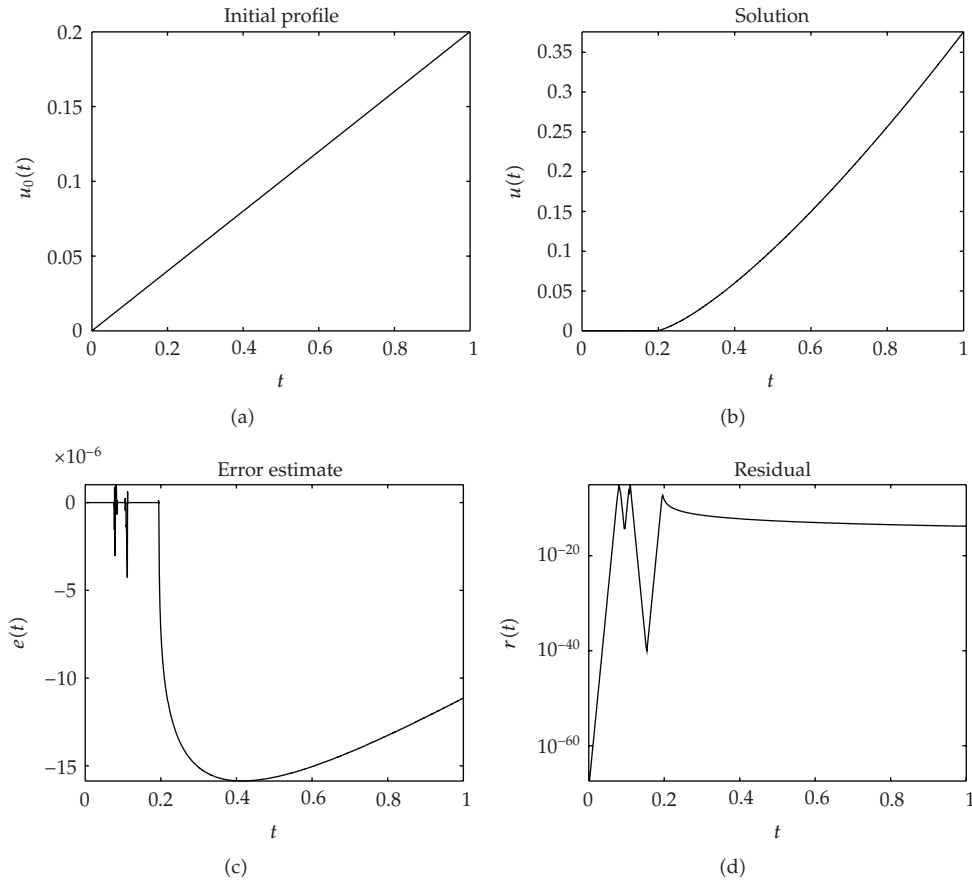 Initial profile
0.2
0.15
0.1
0.05
0
u₀(t)
0 0.2 0.4 0.6 0.8 1
t
(a)
Solution
0.35
0.3
0.25
0.2
0.15
0.1
0.05
0
u(t)
0 0.2 0.4 0.6 0.8 1
t
(b)
×10⁻⁶
Error estimate
0
−5
−10
−15
e(t)
0 0.2 0.4 0.6 0.8 1
t
(c)
Residual
10⁻²⁰
10⁻⁴⁰
10⁻⁶⁰
r(t)
0 0.2 0.4 0.6 0.8 1
t
(d)